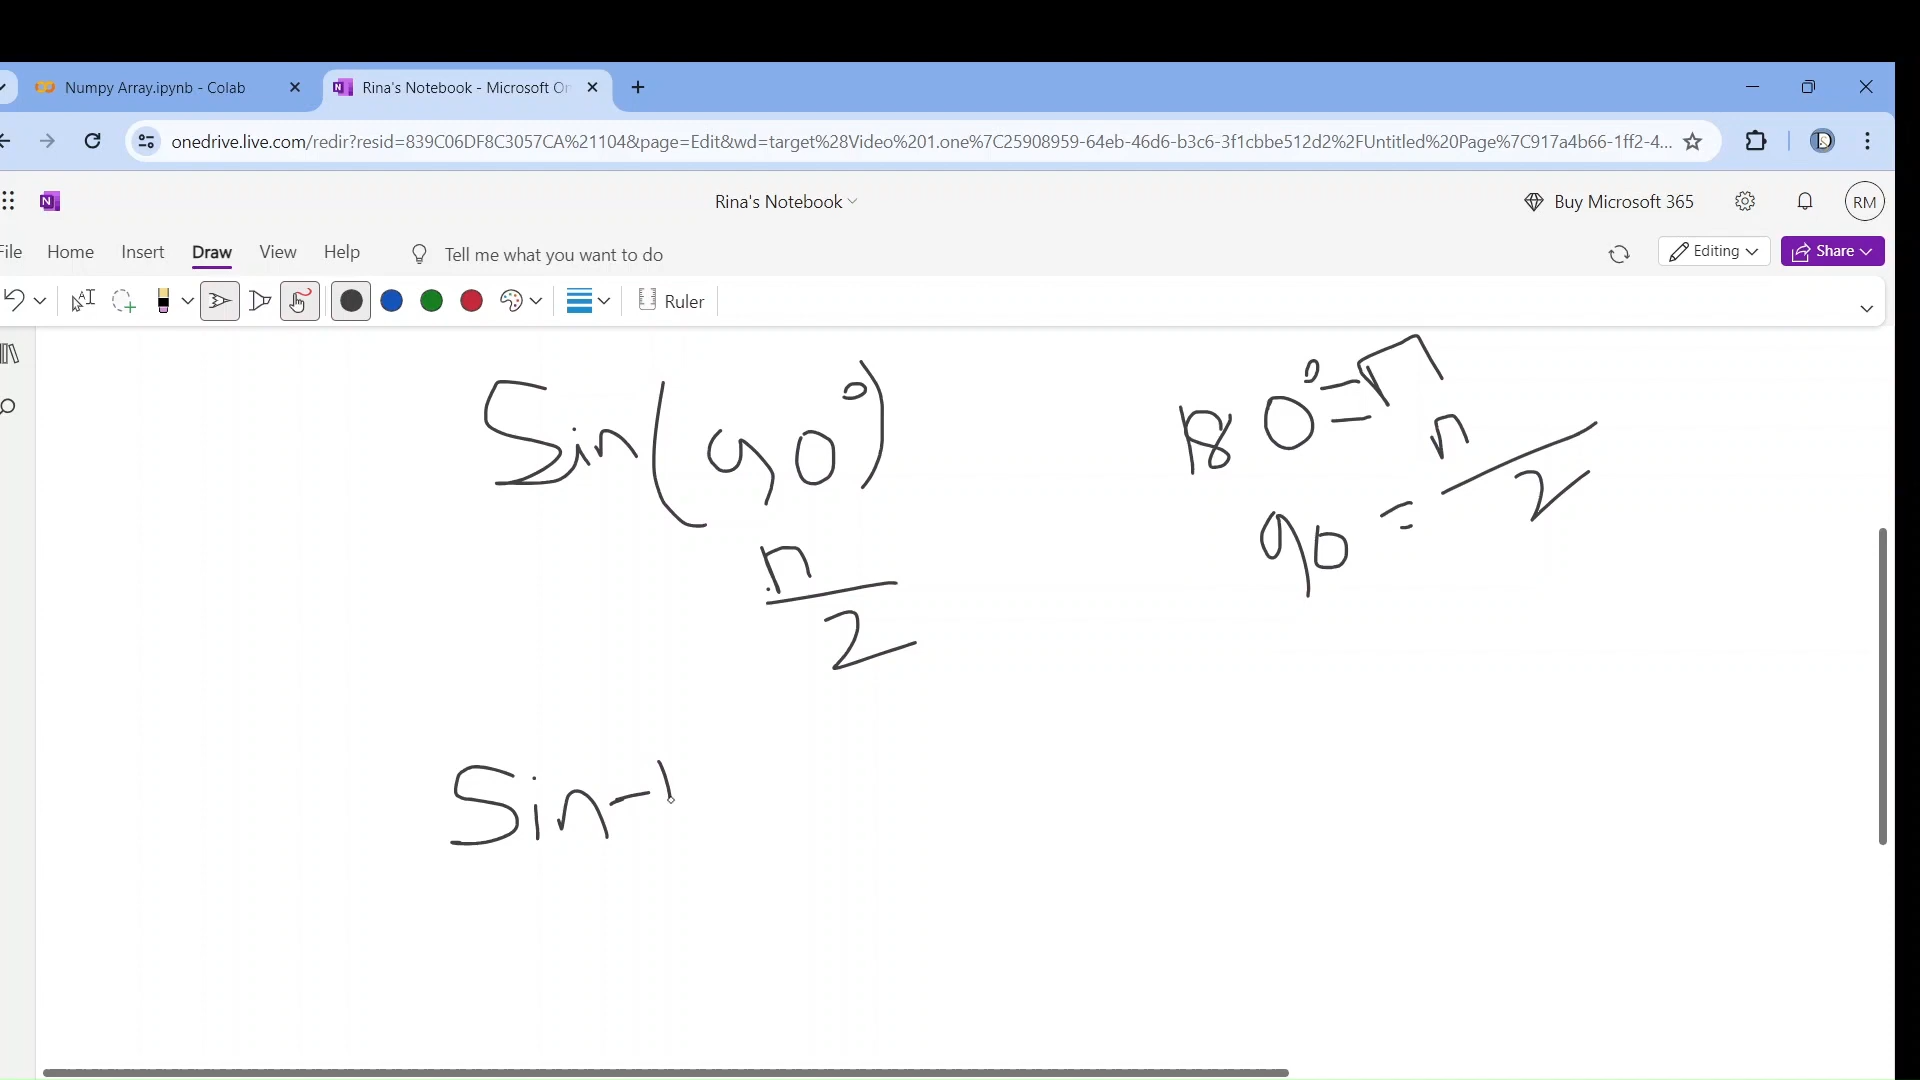 Numpy Array.ipynb - Colab
Rina's Notebook - Microsoft On
onedrive.live.com/redir?resid=839C06DF8C3057CA%21104&page=Edit&wd=target%28Video%201.one%7C25908959-64eb-46d6-b3c6-3f1cbbe512d2%2FUntitled%20Page%7C917a4b66-1ff2-4...
Rina's Notebook
Buy Microsoft 365
RM
File Home Insert Draw View Help Tell me what you want to do
Editing
Share
Ruler
Sin(90°)
π
2
180°=π
90 = π/2
Sin-1